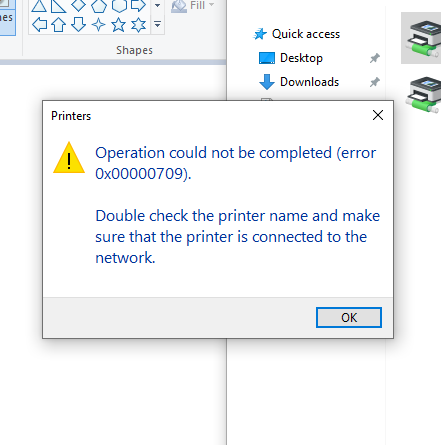 Fill
Shapes
Quick access
Desktop
Downloads
Printers
Operation could not be completed (error
0x00000709).
Double check the printer name and make
sure that the printer is connected to the
network.
OK